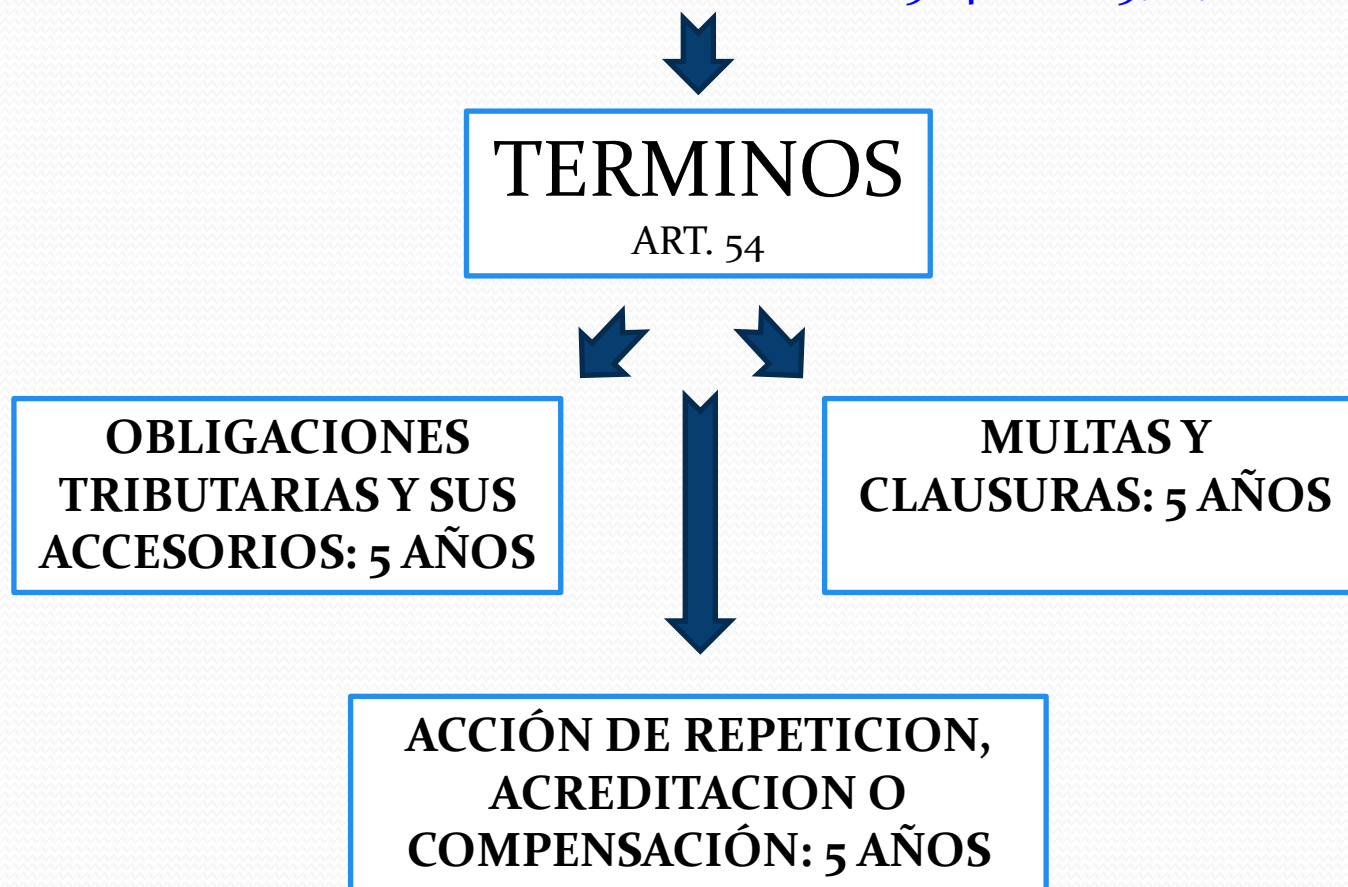 TERMINOS
ART. 54
OBLIGACIONES
TRIBUTARIAS Y SUS
ACCESORIOS: 5 AÑOS
MULTAS Y
CLAUSURAS: 5 AÑOS
ACCIÓN DE REPETICION,
ACREDITACION O
COMPENSACIÓN: 5 AÑOS